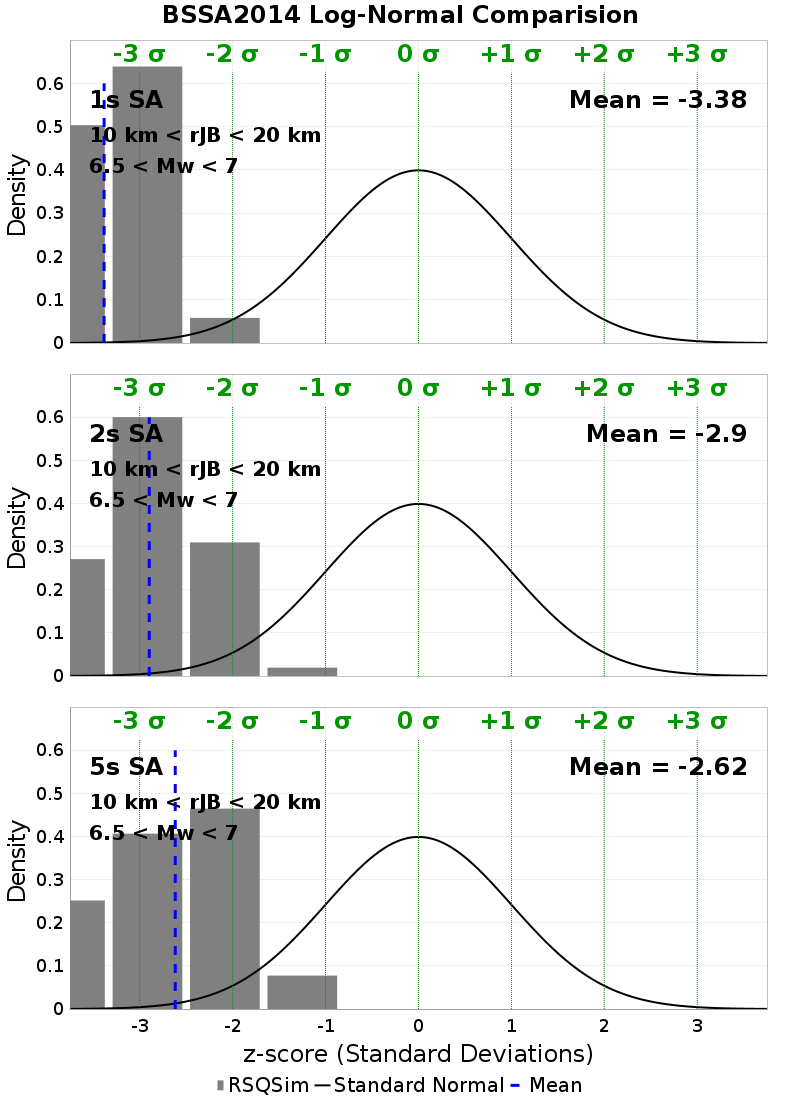 BSSA2014 Log-Normal Comparision
-3 σ -2 σ -1 σ 0 σ +1 σ +2 σ +3 σ
1s SA Mean = -3.38
10 km < rJB < 20 km
6.5 < Mw < 7
0.6
0.5
0.4
0.3
0.2
0.1
0
Density
-3 σ -2 σ -1 σ 0 σ +1 σ +2 σ +3 σ
2s SA Mean = -2.9
10 km < rJB < 20 km
6.5 < Mw < 7
0.6
0.5
0.4
0.3
0.2
0.1
0
Density
-3 σ -2 σ -1 σ 0 σ +1 σ +2 σ +3 σ
5s SA Mean = -2.62
10 km < rJB < 20 km
6.5 < Mw < 7
0.6
0.5
0.4
0.3
0.2
0.1
0
Density
-3 -2 -1 0 1 2 3
z-score (Standard Deviations)
RSQSim Standard Normal Mean